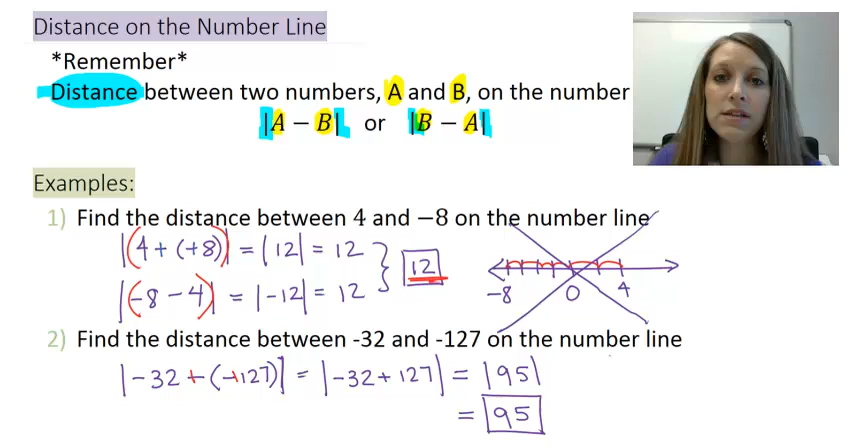 Distance on the Number Line
*Remember*
Distance between two numbers, A and B, on the number
|A − B| or |B − A|
Examples:
1) Find the distance between 4 and −8 on the number line
|(4 + (+8)| = |12| = 12
|(-8 - 4)| = |-12| = 12
12
-8 0 4
2) Find the distance between -32 and -127 on the number line
|-32 + (+127)| = |-32 + 127| = |95|
= 95